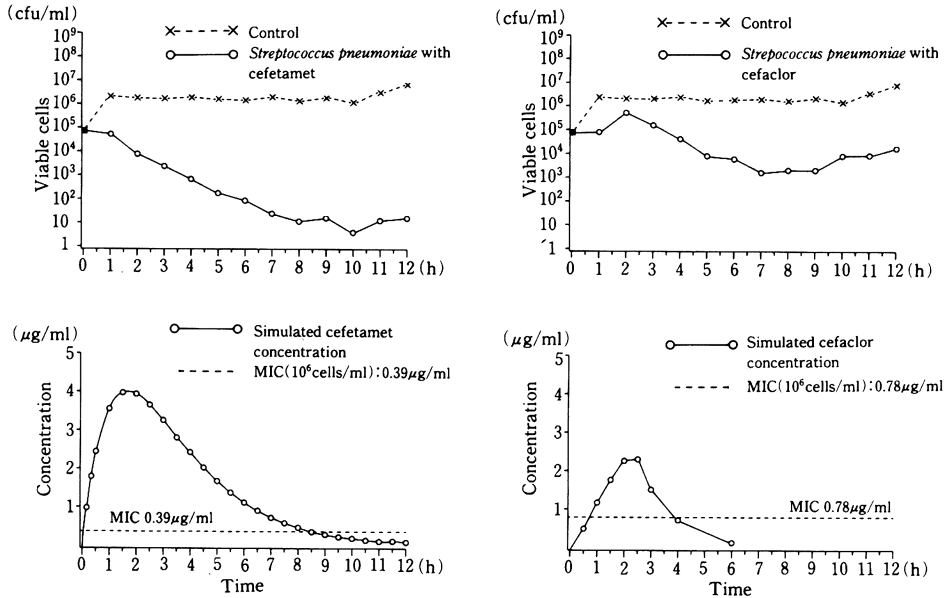 (cfu/ml)
×----× Control
○——○ Streptococcus pneumoniae with
cefetamet
Viable cells
10⁹
10⁸
10⁷
10⁶
10⁵
10⁴
10³
10²
10
1
0 1 2 3 4 5 6 7 8 9 10 11 12 (h)
(cfu/ml)
×----× Control
○——○ Strepococcus pneumoniae with
cefaclor
Viable cells
10⁹
10⁸
10⁷
10⁶
10⁵
10⁴
10³
10²
10
1
0 1 2 3 4 5 6 7 8 9 10 11 12 (h)
(μg/ml)
Simulated cefetamet
concentration
MIC(10⁶cells/ml):0.39μg/ml
Concentration
5
4
3
2
1
MIC 0.39μg/ml
0 1 2 3 4 5 6 7 8 9 10 11 12 (h)
Time
(μg/ml)
Simulated cefaclor
concentration
MIC(10⁶cells/ml):0.78μg/ml
Concentration
5
4
3
2
1
MIC 0.78μg/ml
0 1 2 3 4 5 6 7 8 9 10 11 12 (h)
Time